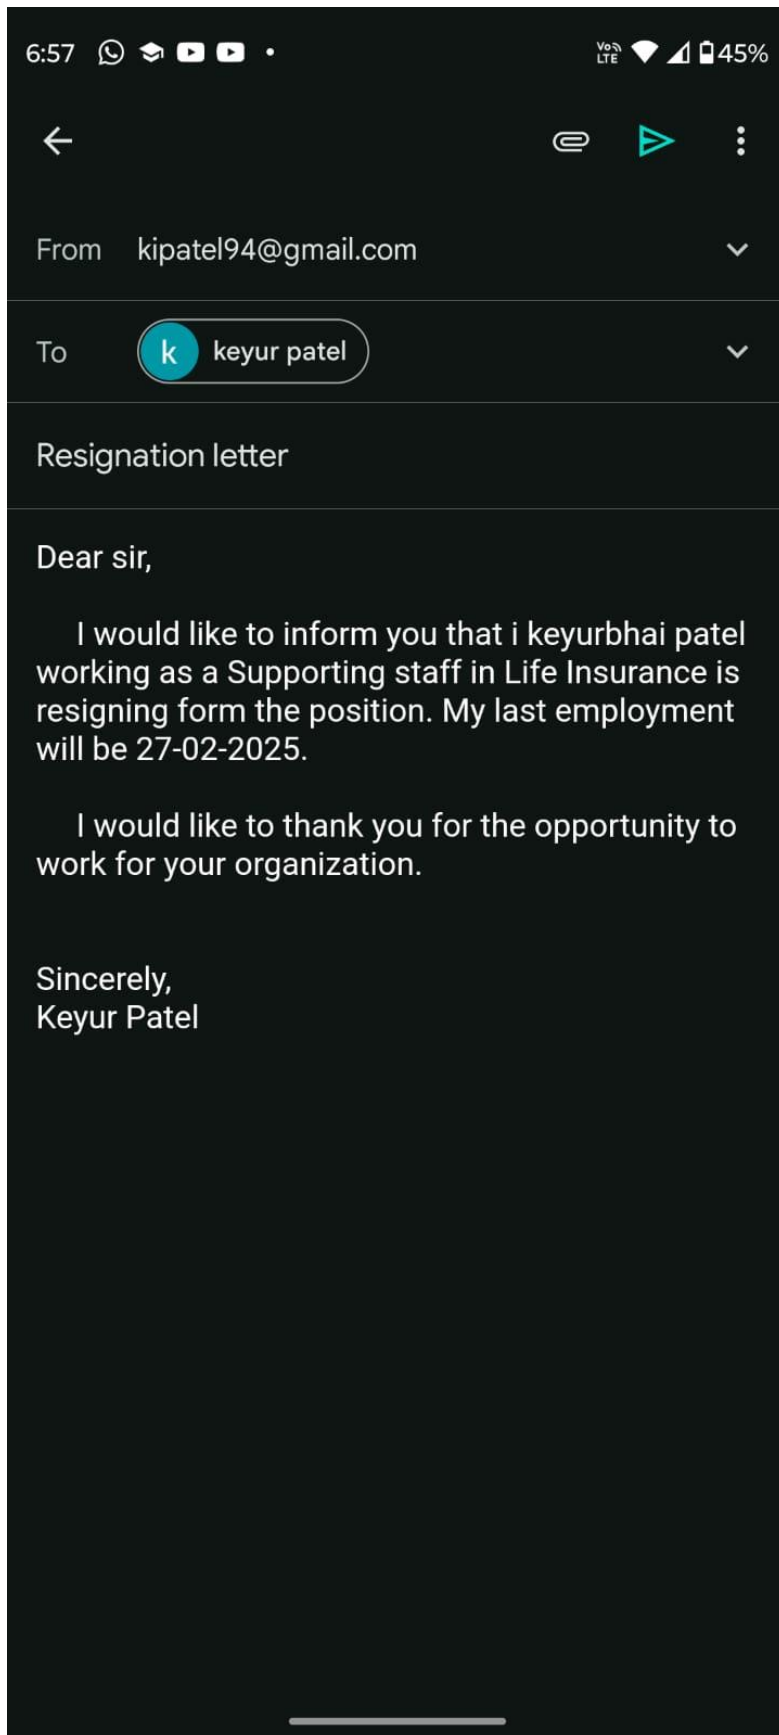 6:57 VoD LTE 45%
From kipatel94@gmail.com
To k keyur patel
Resignation letter
Dear sir,
I would like to inform you that i keyurbhai patel
working as a Supporting staff in Life Insurance is
resigning form the position. My last employment
will be 27-02-2025.
I would like to thank you for the opportunity to
work for your organization.
Sincerely,
Keyur Patel